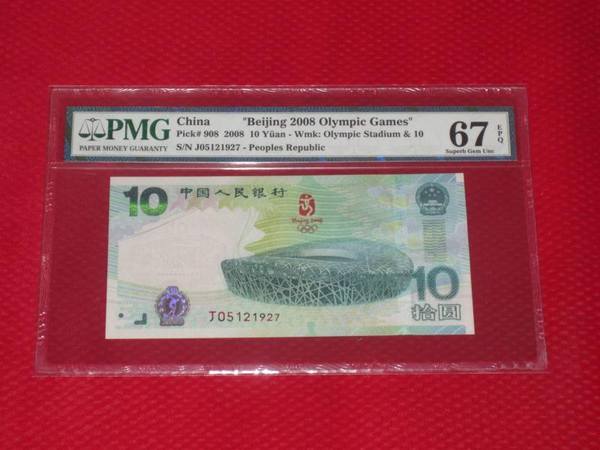 PMG
PAPER MONEY GUARANTY
China "Beijing 2008 Olympic Games"
Pick# 908 2008 10 Yüan - Wmk: Olympic Stadium & 10
S/N J05121927 - Peoples Republic
67 EPQ
Superb Gem Unc
10 中国人民银行
Beijing 2008
10
拾圆
J05121927